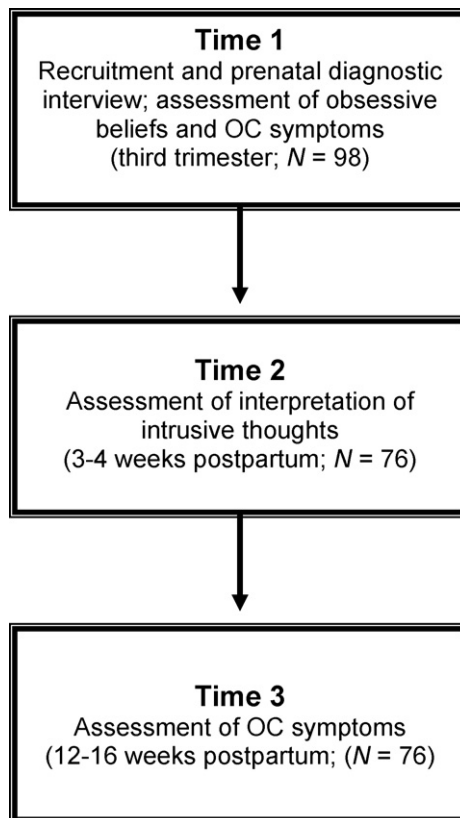 Time 1
Recruitment and prenatal diagnostic
interview; assessment of obsessive
beliefs and OC symptoms
(third trimester; N = 98)
Time 2
Assessment of interpretation of
intrusive thoughts
(3-4 weeks postpartum; N = 76)
Time 3
Assessment of OC symptoms
(12-16 weeks postpartum; (N = 76)